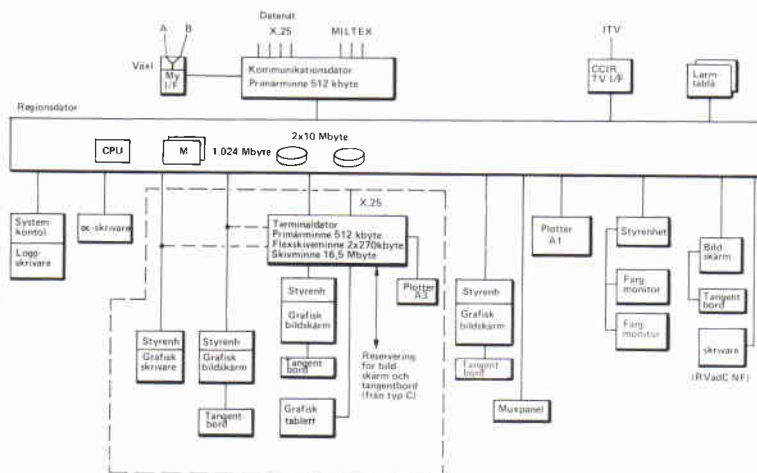 A B
Datenät
X.25
MILTEX
ITV
Växl
My
I/F
Kommunikationsdator
Primärminne 512 kbyte
CCIR
TV I/F
Larm-
tablå
Regionsdator
CPU
M
1.024 Mbyte
2x10 Mbyte
X.25
System-
kontol
Logg-
skrivare
∝-skrivare
Terminaldator
Primärminne 512 kbyte
Flexskiveminne 2x270kbyte
Skivminne 16,5 Mbyte
Plotter
A3
Plotter
A1
Styrenhet
Färg-
monitor
Färg-
monitor
Bild-
skärm
Tangent
bord
skrivare
(RVadC NF)
Styrenh
Grafisk
skrivare
Styrenh
Grafisk
bildskärm
Tangent
bord
Styrenh
Grafisk
bildskärm
Tangent
bord
Grafisk
tablett
Reservering
för bild
skärm och
tangentbord
(från typ C)
Styrenh
Grafisk
bildskärm
Tangent
bord
Muxpanel